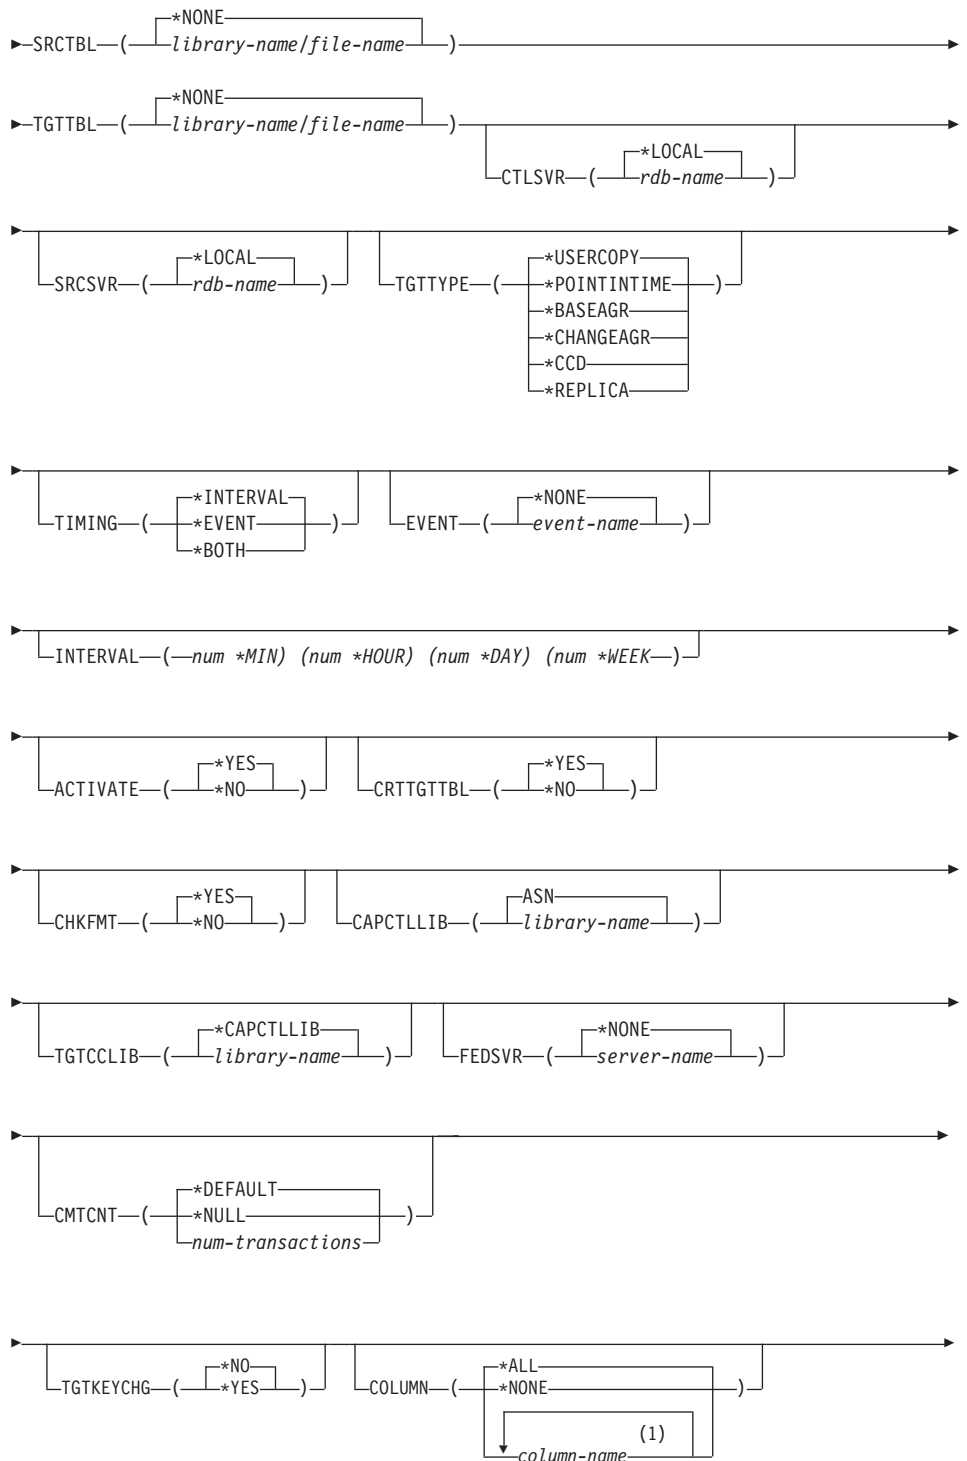 *NONE
SRCTBL ( library-name/file-name )
*NONE
TGTTBL ( library-name/file-name )
*LOCAL
CTLSVR ( rdb-name )
*LOCAL
SRCSVR ( rdb-name )
*USERCOPY
TGTTYPE ( *POINTINTIME )
*BASEAGR
*CHANGEAGR
*CCD
*REPLICA
*INTERVAL
TIMING ( *EVENT )
*BOTH
*NONE
EVENT ( event-name )
INTERVAL ( num *MIN) (num *HOUR) (num *DAY) (num *WEEK )
*YES
ACTIVATE ( *NO )
*YES
CRTTGTTBL ( *NO )
*YES
CHKFMT ( *NO )
ASN
CAPCTLLIB ( library-name )
*CAPCTLLIB
TGTCCLIB ( library-name )
*NONE
FEDSVR ( server-name )
*DEFAULT
CMTCNT ( *NULL )
num-transactions
*NO
TGTKEYCHG ( *YES )
*ALL
COLUMN ( *NONE )
(1)
column-name